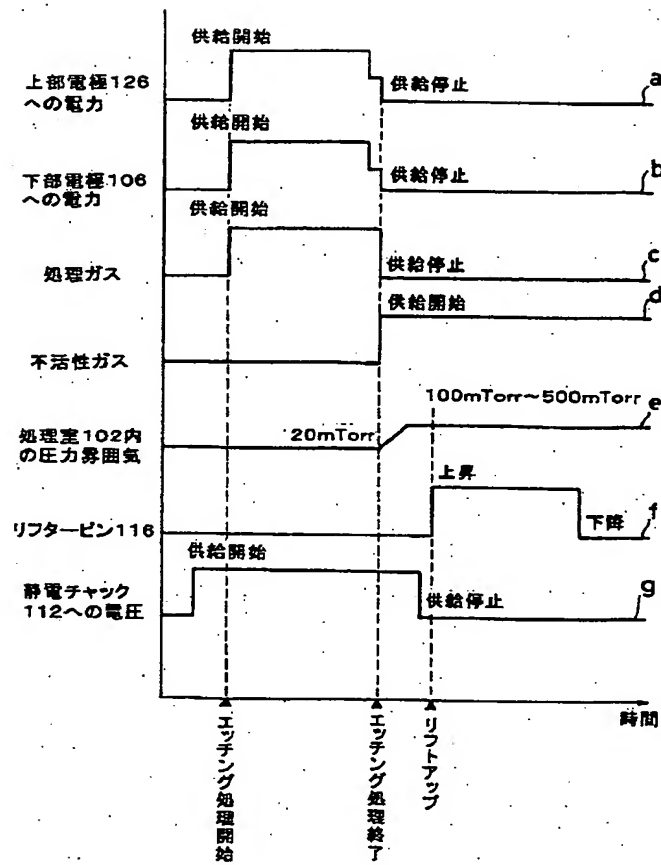 供給開始
上部電極126
への電力
供給停止
a
供給開始
下部電極106
への電力
供給停止
b
供給開始
処理ガス
供給停止
c
供給開始
d
不活性ガス
100mTorr～500mTorr
e
処理室102内
の圧力雰囲気
20mTorr
上昇
リフターピン116
下降
f
供給開始
静電チャック
112への電圧
供給停止
g
時間
エッチング処理開始
エッチング処理終了
リフトアップ